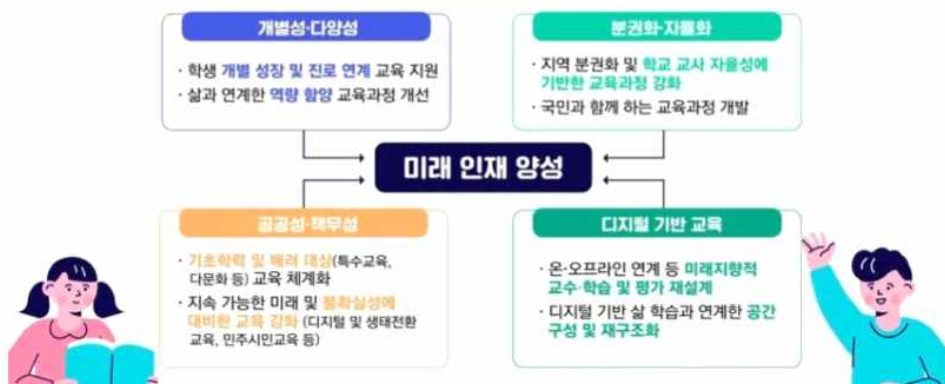 개별성·다양성
· 학생 개별 성장 및 진로 연계 교육 지원
· 삶과 연계한 역량 함양 교육과정 개선
분권화·자율화
· 지역 분권화 및 학교 교사 자율성에
기반한 교육과정 강화
· 국민과 함께 하는 교육과정 개발
미래 인재 양성
공공성·책무성
· 기초학력 및 배려 대상(특수교육,
다문화 등) 교육 체계화
· 지속 가능한 미래 및 불확실성에
대비한 교육 강화 (디지털 및 생태전환
교육, 민주시민교육 등)
디지털 기반 교육
· 온·오프라인 연계 등 미래지향적
교수·학습 및 평가 재설계
· 디지털 기반 삶 학습과 연계한 공간
구성 및 재구조화